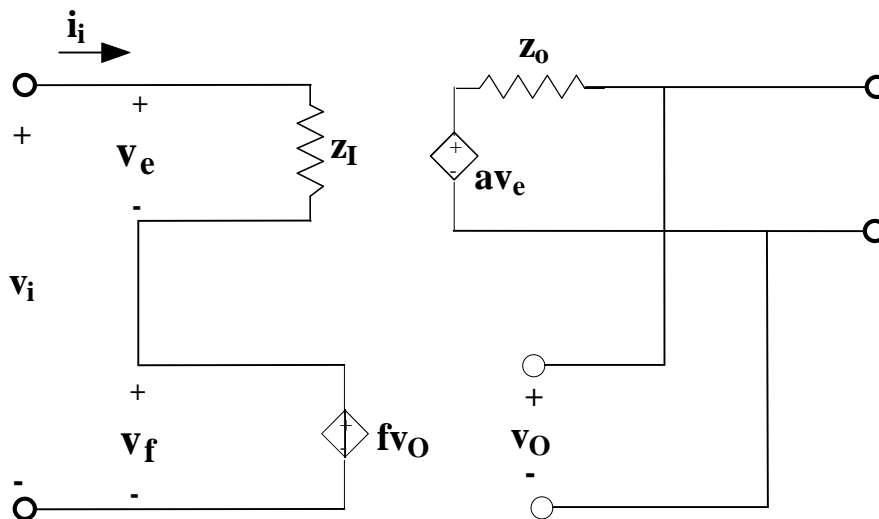 i_i
z_o
+
+
+
v_e
z_I
-
av_e
-
v_i
+
+
-
v_f
fv_O
+
v_O
-
-
-